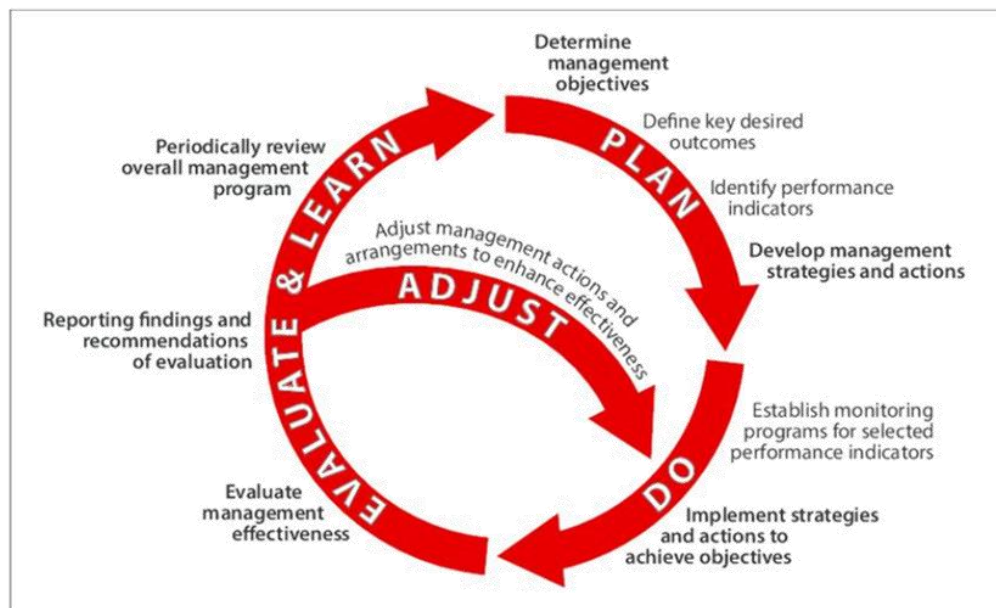 Determine
management
objectives
Define key desired
outcomes
PLAN
Identify performance
indicators
Develop management
strategies and actions
Establish monitoring
programs for selected
performance indicators
DO
Implement strategies
and actions to
achieve objectives
Evaluate
management
effectiveness
EVALUATE & LEARN
Reporting findings and
recommendations
of evaluation
Periodically review
overall management
program
Adjust management actions and
arrangements to enhance effectiveness
ADJUST